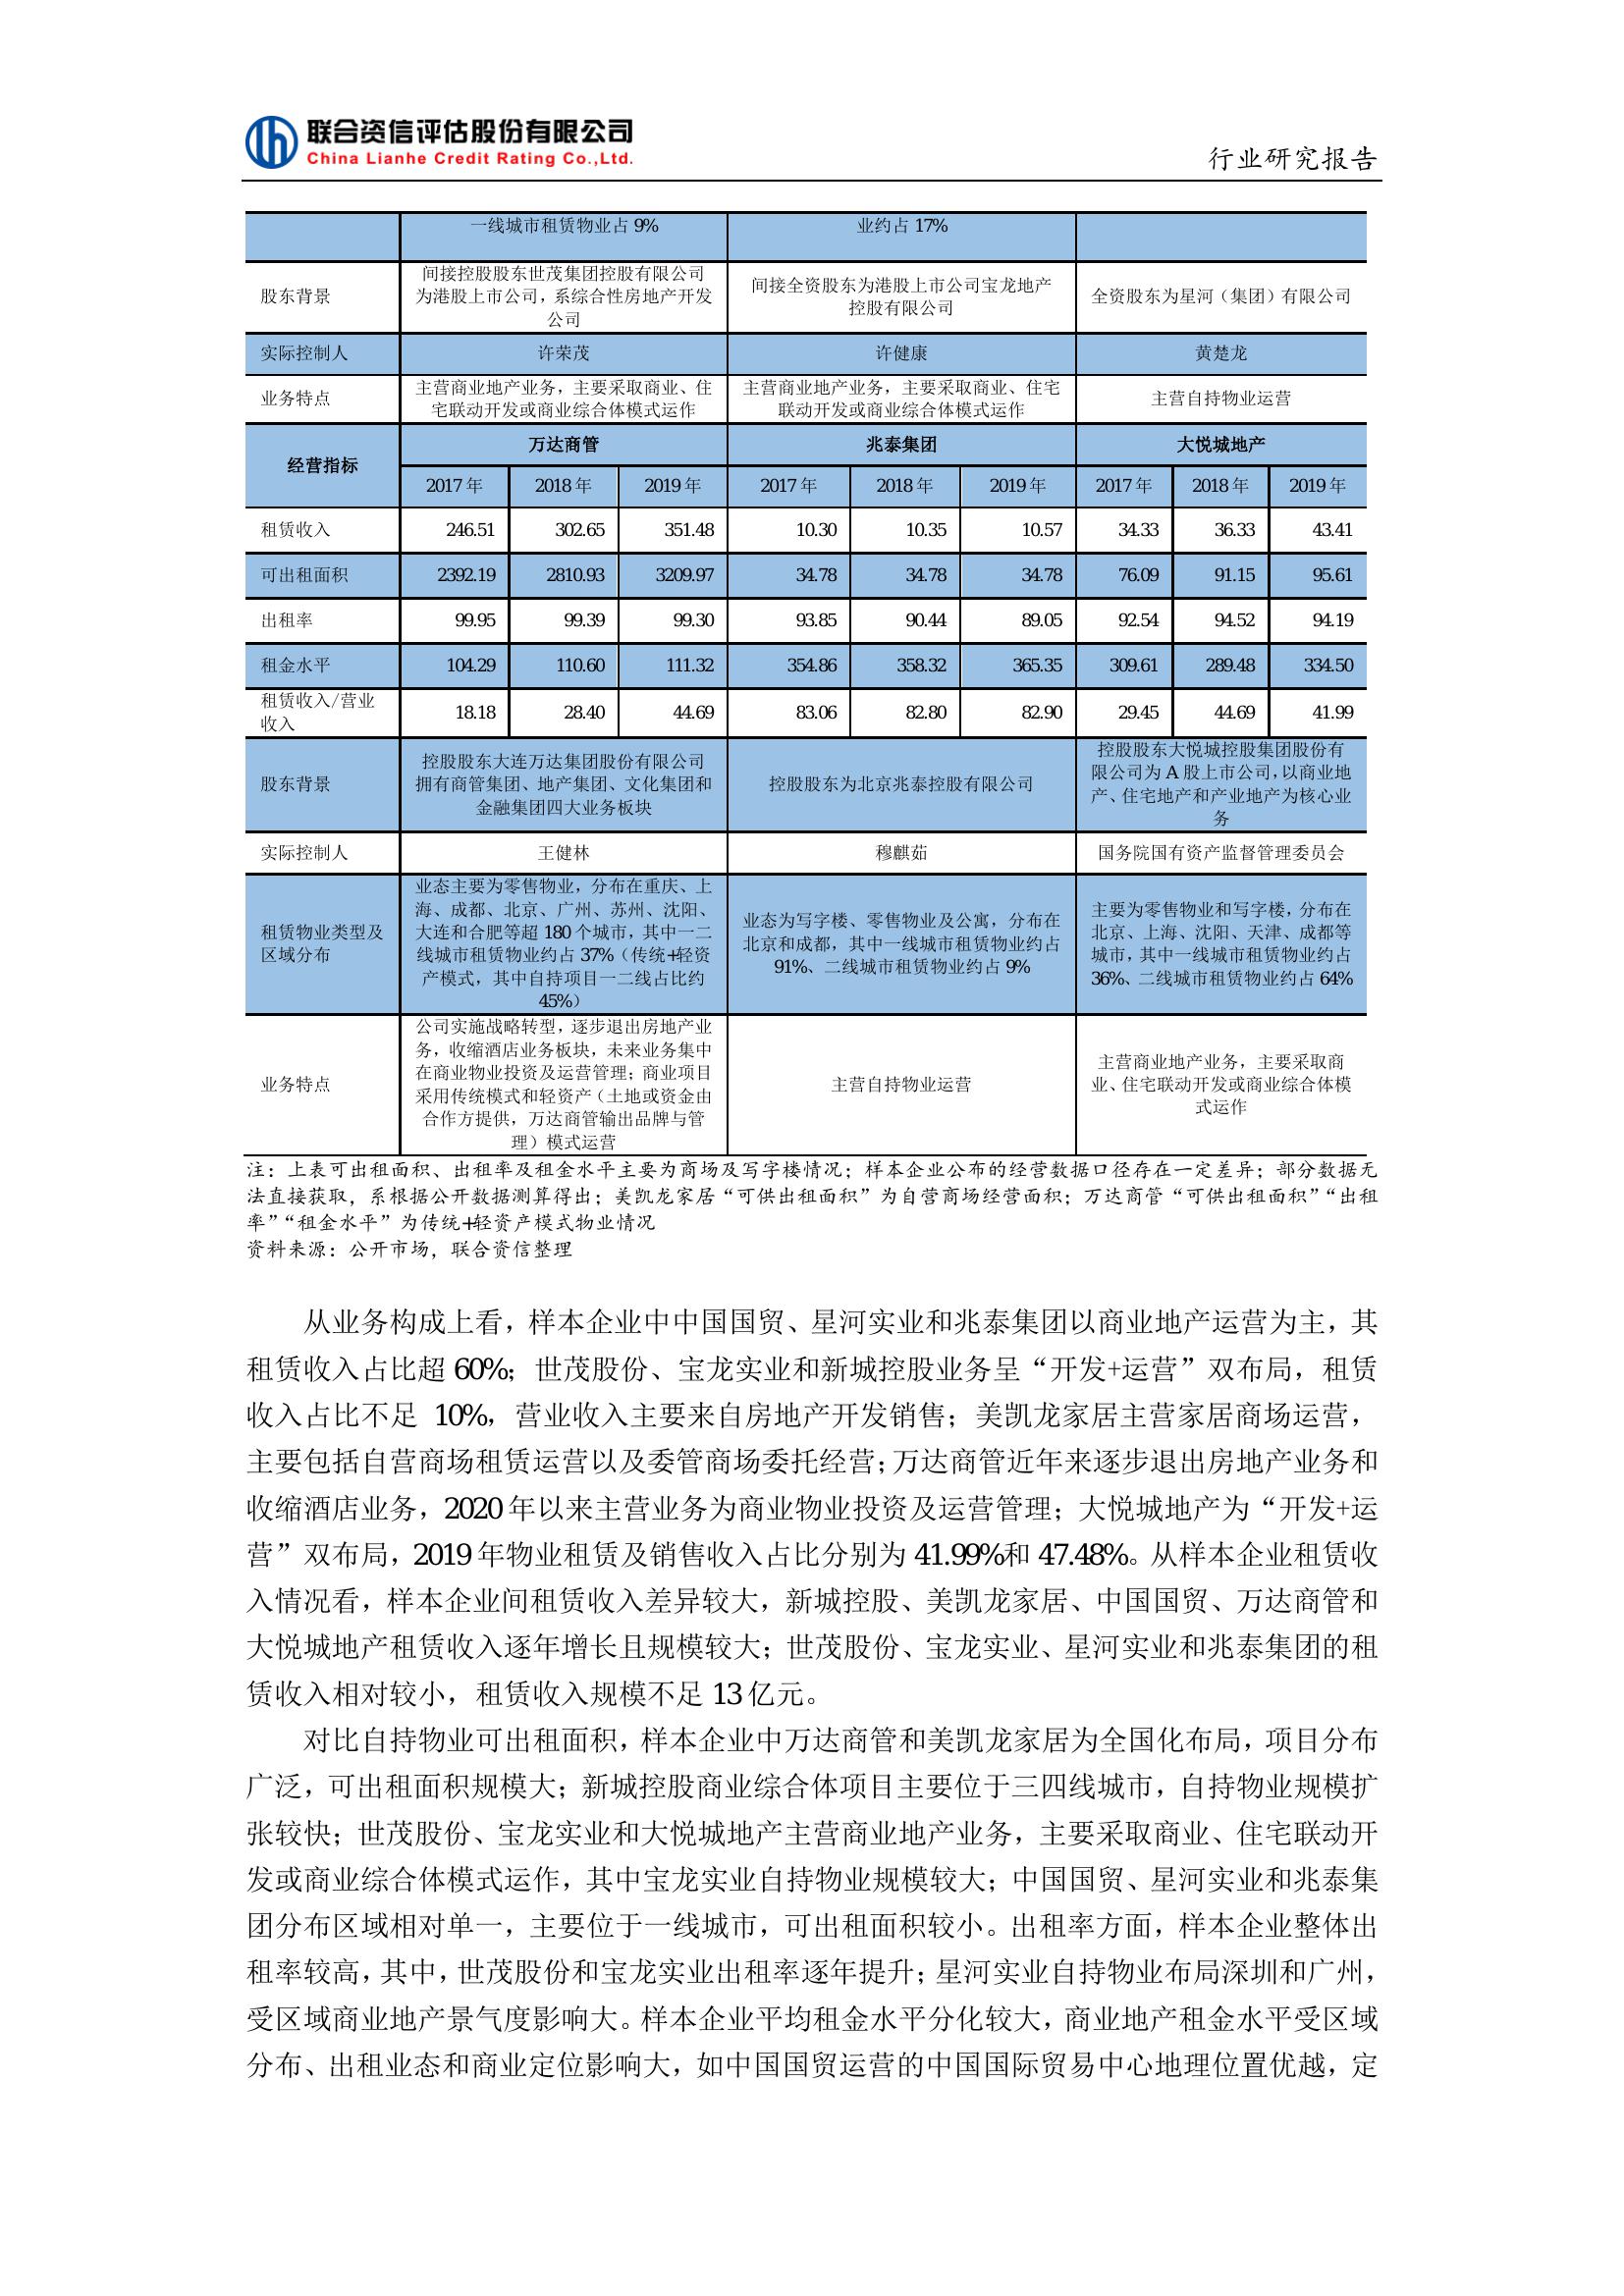 联合资信评估股份有限公司
China Lianhe Credit Rating Co.,Ltd.
行业研究报告
一线城市租赁物业占 9% 业约占 17%
股东背景 间接控股股东世茂集团控股有限公司为港股上市公司，系综合性房地产开发公司 间接全资股东为港股上市公司宝龙地产控股有限公司 全资股东为星河（集团）有限公司
实际控制人 许荣茂 许健康 黄楚龙
业务特点 主营商业地产业务，主要采取商业、住宅联动开发或商业综合体模式运作 主营商业地产业务，主要采取商业、住宅联动开发或商业综合体模式运作 主营自持物业运营
经营指标 万达商管 兆泰集团 大悦城地产
2017 年 2018 年 2019 年 2017 年 2018 年 2019 年 2017 年 2018 年 2019 年
租赁收入 246.51 302.65 351.48 10.30 10.35 10.57 34.33 36.33 43.41
可出租面积 2392.19 2810.93 3209.97 34.78 34.78 34.78 76.09 91.15 95.61
出租率 99.95 99.39 99.30 93.85 90.44 89.05 92.54 94.52 94.19
租金水平 104.29 110.60 111.32 354.86 358.32 365.35 309.61 289.48 334.50
租赁收入/营业收入 18.18 28.40 44.69 83.06 82.80 82.90 29.45 44.69 41.99
股东背景 控股股东大连万达集团股份有限公司拥有商管集团、地产集团、文化集团和金融集团四大业务板块 控股股东为北京兆泰控股有限公司 控股股东大悦城控股集团股份有限公司为 A 股上市公司，以商业地产、住宅地产和产业地产为核心业务
实际控制人 王健林 穆麒茹 国务院国有资产监督管理委员会
租赁物业类型及区域分布 业态主要为零售物业，分布在重庆、上海、成都、北京、广州、苏州、沈阳、大连和合肥等超 180 个城市，其中一二线城市租赁物业约占 37%（传统+轻资产模式，其中自持项目一二线占比约 45%） 业态为写字楼、零售物业及公寓，分布在北京和成都，其中一线城市租赁物业约占 91%、二线城市租赁物业约占 9% 主要为零售物业和写字楼，分布在北京、上海、沈阳、天津、成都等城市，其中一线城市租赁物业约占 36%、二线城市租赁物业约占 64%
业务特点 公司实施战略转型，逐步退出房地产业务，收缩酒店业务板块，未来业务集中在商业物业投资及运营管理；商业项目采用传统模式和轻资产（土地或资金由合作方提供，万达商管输出品牌与管理）模式运营 主营自持物业运营 主营商业地产业务，主要采取商业、住宅联动开发或商业综合体模式运作
注：上表可出租面积、出租率及租金水平主要为商场及写字楼情况；样本企业公布的经营数据口径存在一定差异；部分数据无
法直接获取，系根据公开数据测算得出；美凯龙家居“可供出租面积”为自营商场经营面积；万达商管“可供出租面积”“出租
率”“租金水平”为传统+轻资产模式物业情况
资料来源：公开市场，联合资信整理
从业务构成上看，样本企业中中国国贸、星河实业和兆泰集团以商业地产运营为主，其
租赁收入占比超 60%；世茂股份、宝龙实业和新城控股业务呈“开发+运营”双布局，租赁
收入占比不足 10%，营业收入主要来自房地产开发销售；美凯龙家居主营家居商场运营，
主要包括自营商场租赁运营以及委管商场委托经营；万达商管近年来逐步退出房地产业务和
收缩酒店业务，2020 年以来主营业务为商业物业投资及运营管理；大悦城地产为“开发+运
营”双布局，2019 年物业租赁及销售收入占比分别为 41.99%和 47.48%。从样本企业租赁收
入情况看，样本企业间租赁收入差异较大，新城控股、美凯龙家居、中国国贸、万达商管和
大悦城地产租赁收入逐年增长且规模较大；世茂股份、宝龙实业、星河实业和兆泰集团的租
赁收入相对较小，租赁收入规模不足 13 亿元。
对比自持物业可出租面积，样本企业中万达商管和美凯龙家居为全国化布局，项目分布
广泛，可出租面积规模大；新城控股商业综合体项目主要位于三四线城市，自持物业规模扩
张较快；世茂股份、宝龙实业和大悦城地产主营商业地产业务，主要采取商业、住宅联动开
发或商业综合体模式运作，其中宝龙实业自持物业规模较大；中国国贸、星河实业和兆泰集
团分布区域相对单一，主要位于一线城市，可出租面积较小。出租率方面，样本企业整体出
租率较高，其中，世茂股份和宝龙实业出租率逐年提升；星河实业自持物业布局深圳和广州，
受区域商业地产景气度影响大。样本企业平均租金水平分化较大，商业地产租金水平受区域
分布、出租业态和商业定位影响大，如中国国贸运营的中国国际贸易中心地理位置优越，定